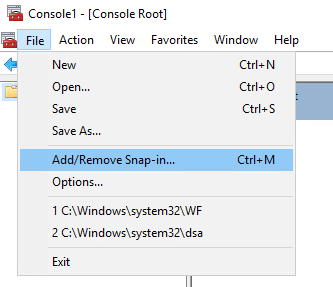 Console1 - [Console Root]
File Action View Favorites Window Help
New Ctrl+N
Open... Ctrl+O
Save Ctrl+S
Save As...
Add/Remove Snap-in... Ctrl+M
Options...
1 C:\Windows\system32\WF
2 C:\Windows\system32\dsa
Exit